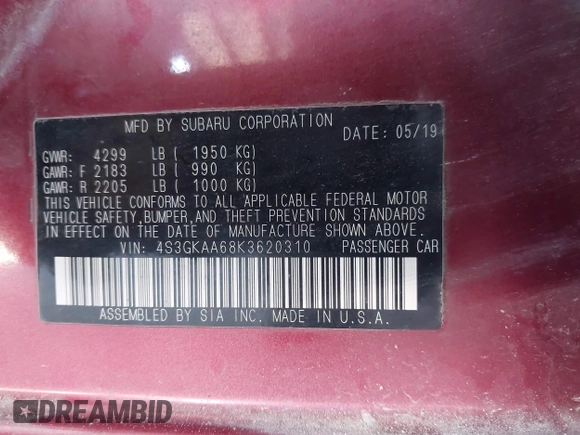 MFD BY SUBARU CORPORATION
DATE: 05/19
GVWR: 4299 LB ( 1950 KG)
GAWR: F 2183 LB ( 990 KG)
GAWR: R 2205 LB ( 1000 KG)
THIS VEHICLE CONFORMS TO ALL APPLICABLE FEDERAL MOTOR
VEHICLE SAFETY,BUMPER,AND THEFT PREVENTION STANDARDS
IN EFFECT ON THE DATE OF MANUFACTURE SHOWN ABOVE.
VIN: 4S3GKAA68K3620310 PASSENGER CAR
ASSEMBLED BY SIA INC. MADE IN U.S.A.
DREAMBID